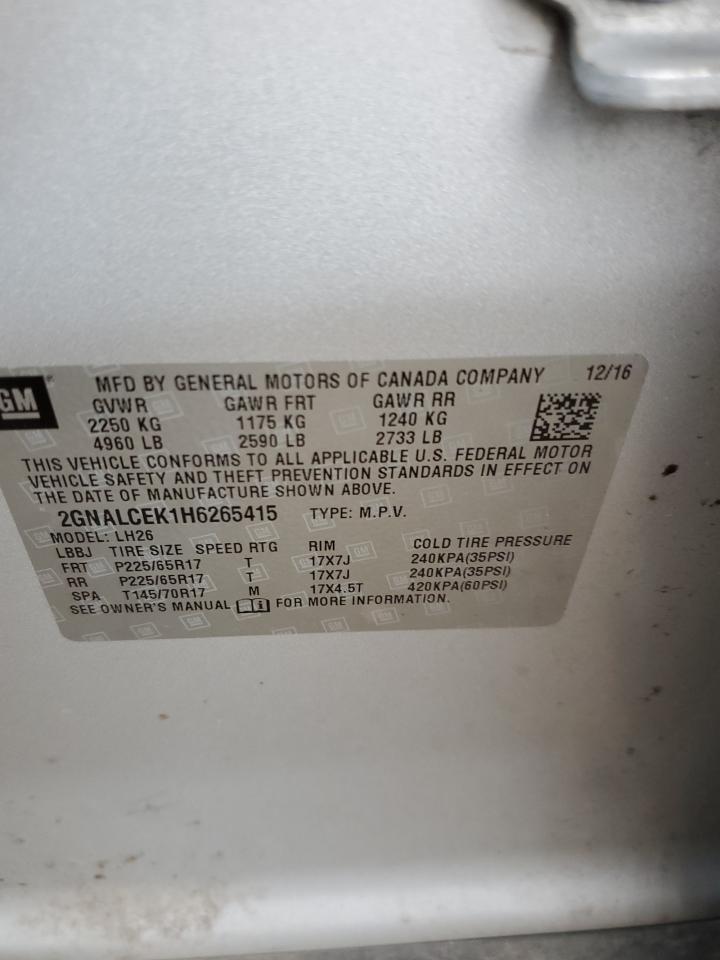 GM MFD BY GENERAL MOTORS OF CANADA COMPANY 12/16
GVWR GAWR FRT GAWR RR
2250 KG 1175 KG 1240 KG
4960 LB 2590 LB 2733 LB
THIS VEHICLE CONFORMS TO ALL APPLICABLE U.S. FEDERAL MOTOR
VEHICLE SAFETY AND THEFT PREVENTION STANDARDS IN EFFECT ON
THE DATE OF MANUFACTURE SHOWN ABOVE.
2GNALCEK1H6265415 TYPE: M.P.V.
MODEL: LH26
LBBJ TIRE SIZE SPEED RTG RIM COLD TIRE PRESSURE
FRT P225/65R17 T 17X7J 240KPA(35PSI)
RR P225/65R17 T 17X7J 240KPA(35PSI)
SPA T145/70R17 M 17X4.5T 420KPA(60PSI)
SEE OWNER'S MANUAL FOR MORE INFORMATION.